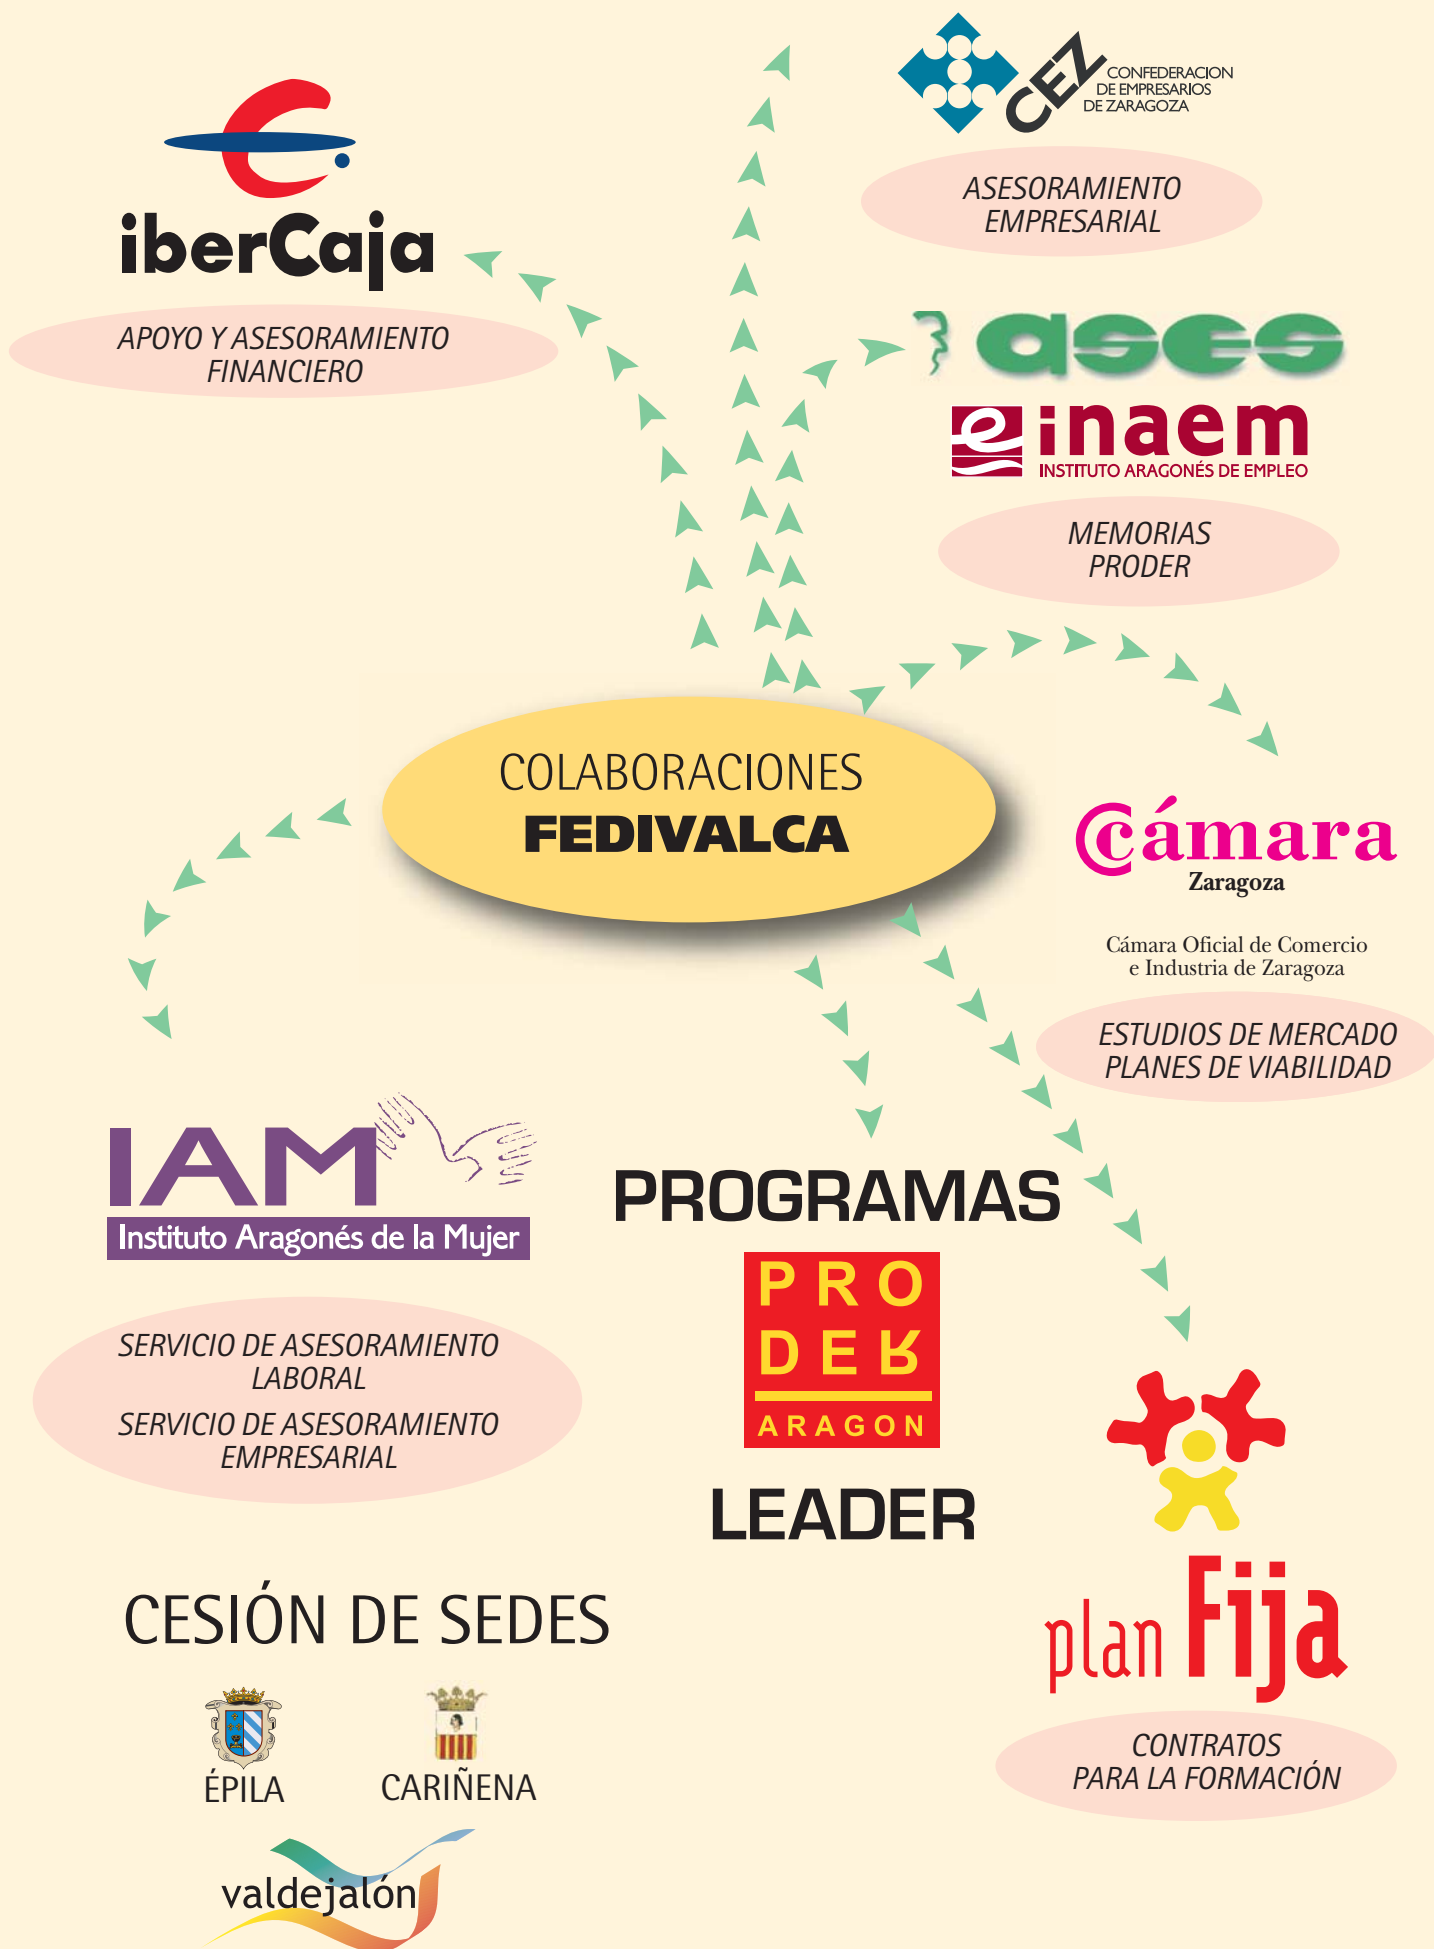 iberCaja
APOYO Y ASESORAMIENTO
FINANCIERO
CEZ
CONFEDERACION
DE EMPRESARIOS
DE ZARAGOZA
ASESORAMIENTO
EMPRESARIAL
ases
e inaem
INSTITUTO ARAGONÉS DE EMPLEO
MEMORIAS
PRODER
COLABORACIONES
FEDIVALCA
Cámara
Zaragoza
Cámara Oficial de Comercio
e Industria de Zaragoza
ESTUDIOS DE MERCADO
PLANES DE VIABILIDAD
IAM
Instituto Aragonés de la Mujer
SERVICIO DE ASESORAMIENTO
LABORAL
SERVICIO DE ASESORAMIENTO
EMPRESARIAL
PROGRAMAS
PRO
DER
ARAGON
LEADER
plan Fija
CONTRATOS
PARA LA FORMACIÓN
CESIÓN DE SEDES
ÉPILA
CARIÑENA
valdejalón